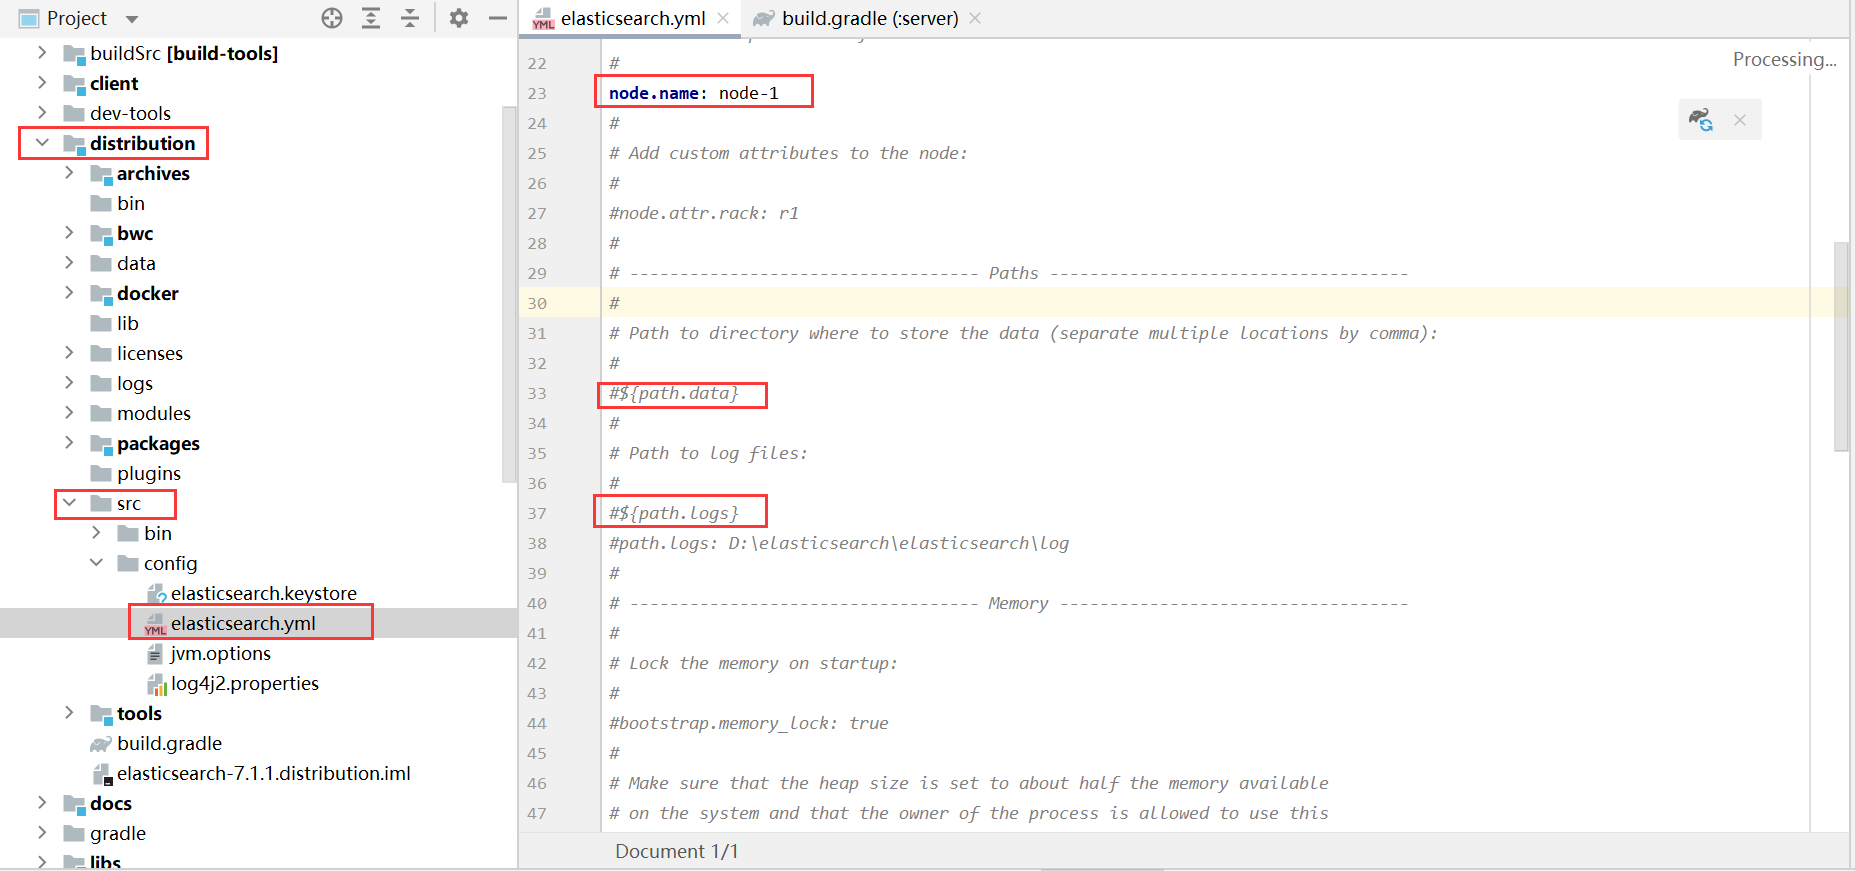 Project
elasticsearch.yml
build.gradle (:server)
buildSrc [build-tools]
client
dev-tools
distribution
archives
bin
bwc
data
docker
lib
licenses
logs
modules
packages
plugins
src
bin
config
elasticsearch.keystore
YML elasticsearch.yml
jvm.options
log4j2.properties
tools
build.gradle
elasticsearch-7.1.1.distribution.iml
docs
gradle
libs
Processing...
22 #
23 node.name: node-1
24 #
25 # Add custom attributes to the node:
26 #
27 #node.attr.rack: r1
28 #
29 # ----------------------------------- Paths ------------------------------------
30 #
31 # Path to directory where to store the data (separate multiple locations by comma):
32 #
33 #${path.data}
34 #
35 # Path to log files:
36 #
37 #${path.logs}
38 #path.logs: D:\elasticsearch\elasticsearch\log
39 #
40 # ----------------------------------- Memory -----------------------------------
41 #
42 # Lock the memory on startup:
43 #
44 #bootstrap.memory_lock: true
45 #
46 # Make sure that the heap size is set to about half the memory available
47 # on the system and that the owner of the process is allowed to use this
Document 1/1